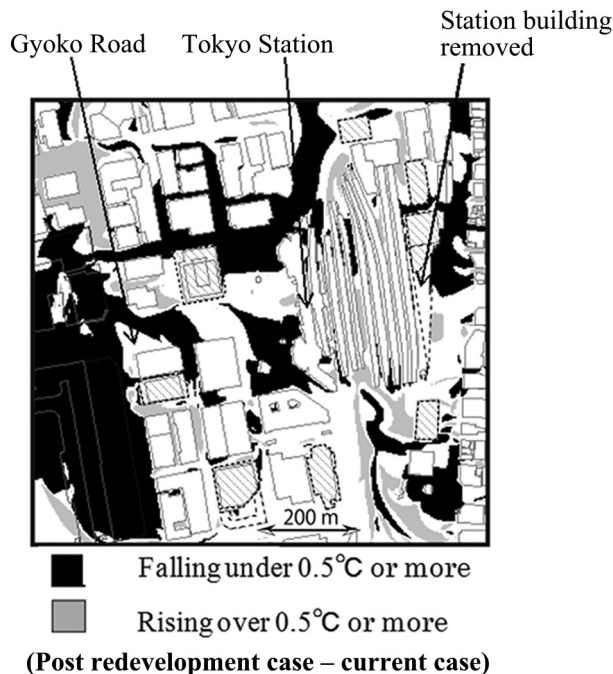 Gyoko Road
Tokyo Station
Station building
removed
200 m
Falling under 0.5℃ or more
Rising over 0.5℃ or more
(Post redevelopment case – current case)